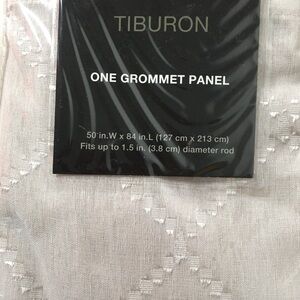 TIBURON
ONE GROMMET PANEL
50 in.W x 84 in.L (127 cm x 213 cm)
Fits up to 1.5 in. (3.8 cm) diameter rod